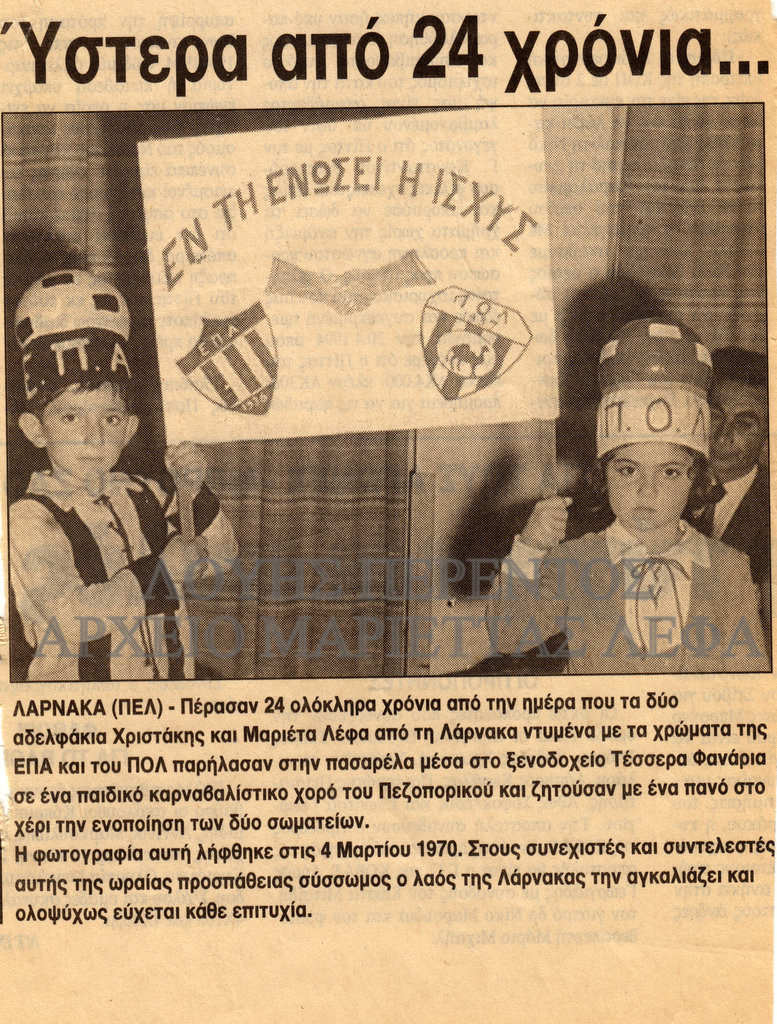 Ύστερα από 24 χρόνια...
ΕΝ ΤΗ ΕΝΩΣΕΙ Η ΙΣΧΥΣ
ΕΠΑ
Π.Ο.Λ
Ε.Π.Α
Π.Ο.Λ
ΛΟΥΗΣ ΠΕΡΕΝΤΟΣ
ΑΡΧΕΙΟ ΜΑΡΙΕΤΤΑΣ ΛΕΦΑ
ΛΑΡΝΑΚΑ (ΠΕΛ) - Πέρασαν 24 ολόκληρα χρόνια από την ημέρα που τα δύο
αδελφάκια Χριστάκης και Μαριέτα Λέφα από τη Λάρνακα ντυμένα με τα χρώματα της
ΕΠΑ και του ΠΟΛ παρήλασαν στην πασαρέλα μέσα στο ξενοδοχείο Τέσσερα Φανάρια
σε ένα παιδικό καρναβαλίστικο χορό του Πεζοπορικού και ζητούσαν με ένα πανό στο
χέρι την ενοποίηση των δύο σωματείων.
Η φωτογραφία αυτή λήφθηκε στις 4 Μαρτίου 1970. Στους συνεχιστές και συντελεστές
αυτής της ωραίας προσπάθειας σύσσωμος ο λαός της Λάρνακας την αγκαλιάζει και
ολοψύχως εύχεται κάθε επιτυχία.